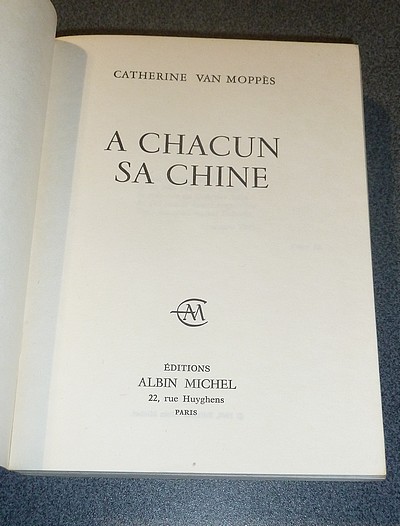 CATHERINE VAN MOPPÈS
A CHACUN
SA CHINE
AM
ÉDITIONS
ALBIN MICHEL
22, rue Huyghens
PARIS